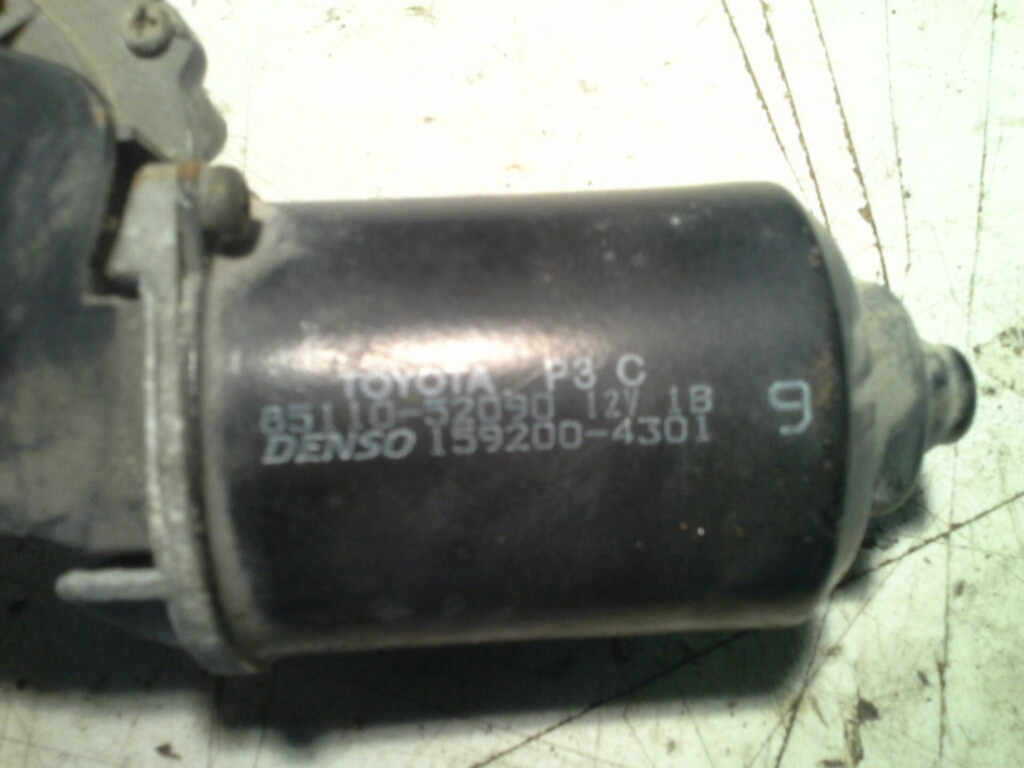 TOYOTA P3 C
85110-52090 12V 1B
DENSO 159200-4301
9